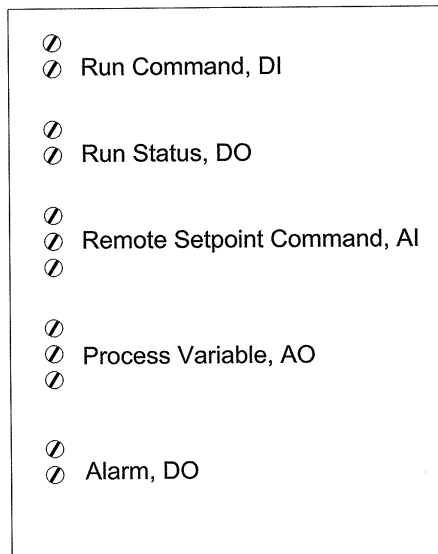 Run Command, DI
Run Status, DO
Remote Setpoint Command, AI
Process Variable, AO
Alarm, DO